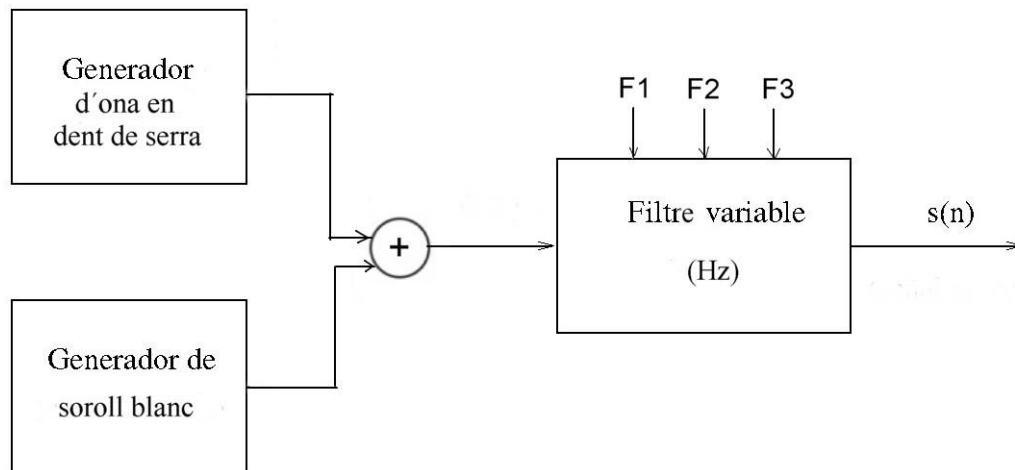 Generador
d´ona en
dent de serra
F1 F2 F3
+
Filtre variable
(Hz)
s(n)
Generador de
soroll blanc